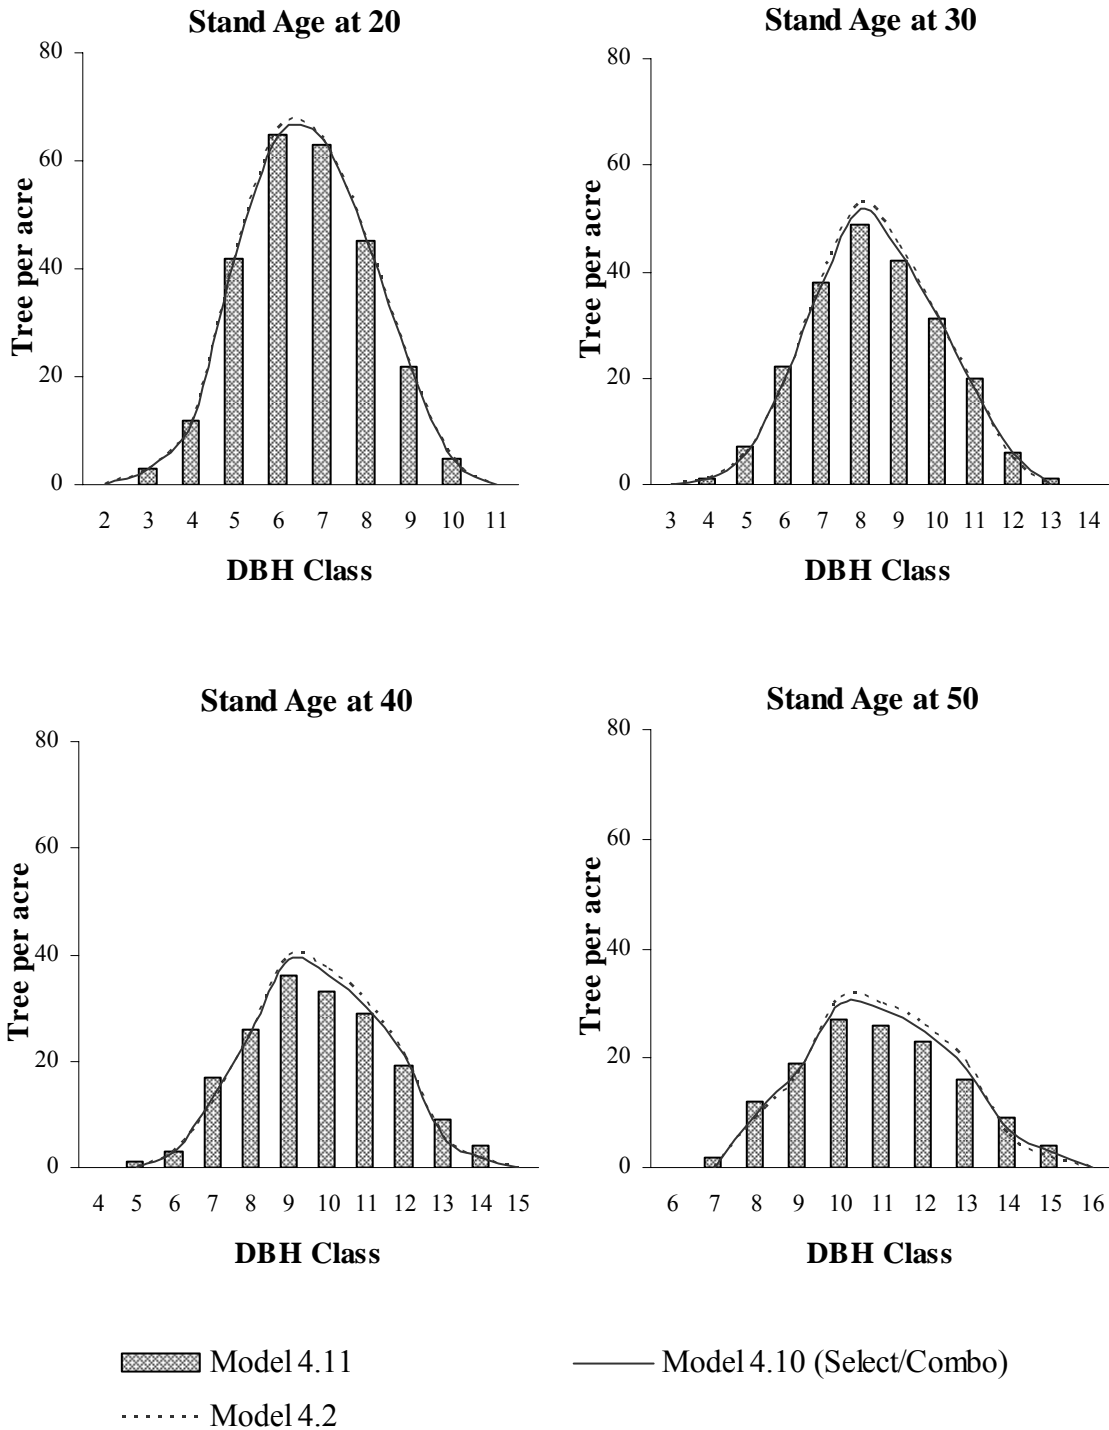 Stand Age at 20
80
60
40
20
0
Tree per acre
2 3 4 5 6 7 8 9 10 11
DBH Class
Stand Age at 30
80
60
40
20
0
Tree per acre
3 4 5 6 7 8 9 10 11 12 13 14
DBH Class
Stand Age at 40
80
60
40
20
0
Tree per acre
4 5 6 7 8 9 10 11 12 13 14 15
DBH Class
Stand Age at 50
80
60
40
20
0
Tree per acre
6 7 8 9 10 11 12 13 14 15 16
DBH Class
Model 4.11
Model 4.10 (Select/Combo)
Model 4.2